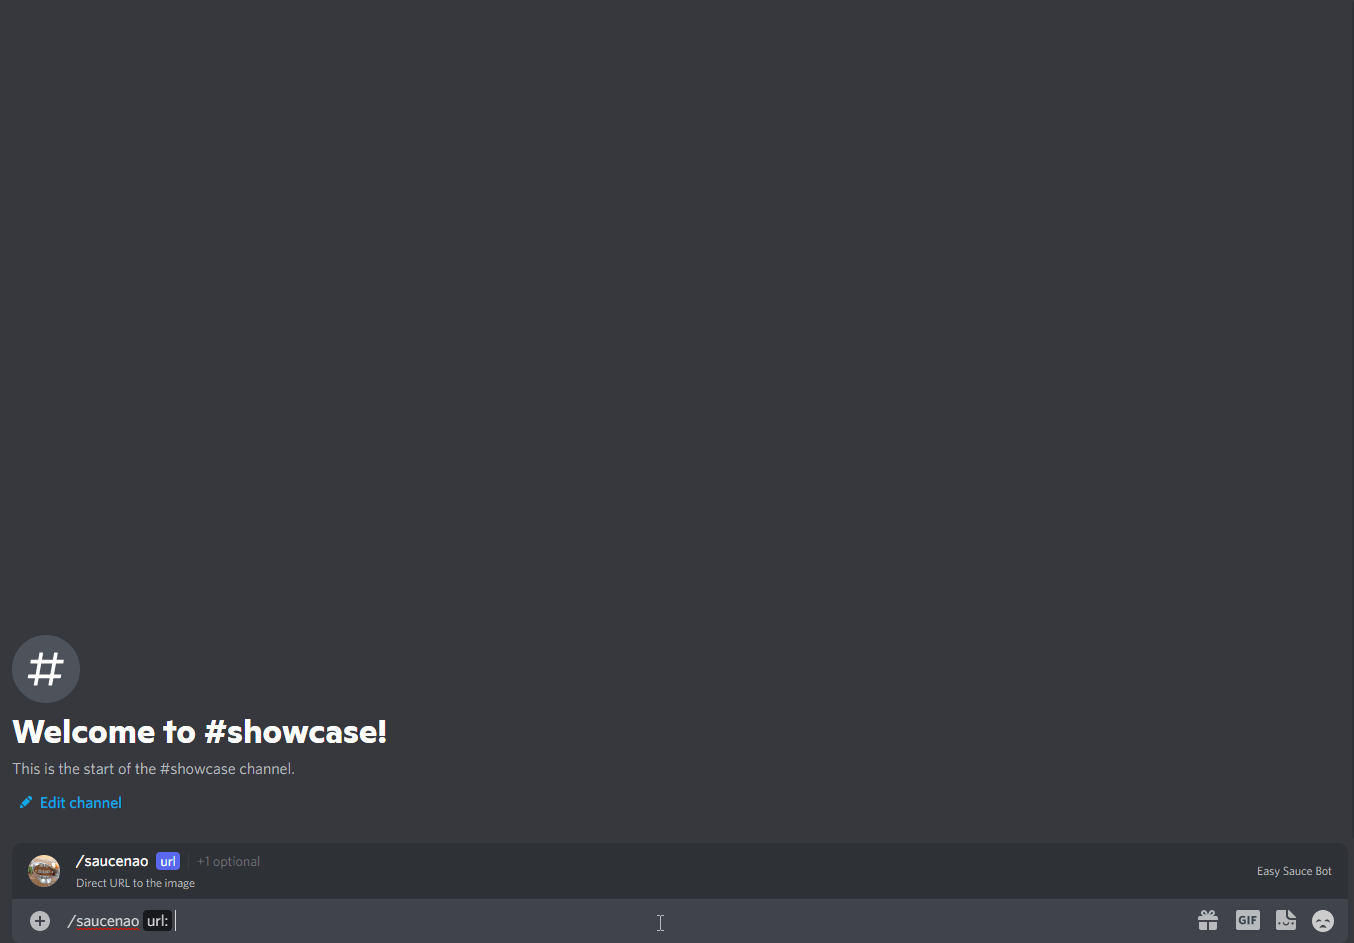 #
Welcome to #showcase!
This is the start of the #showcase channel.
Edit channel
/saucenao url +1 optional
Direct URL to the image
Easy Sauce Bot
/saucenao url:
GIF